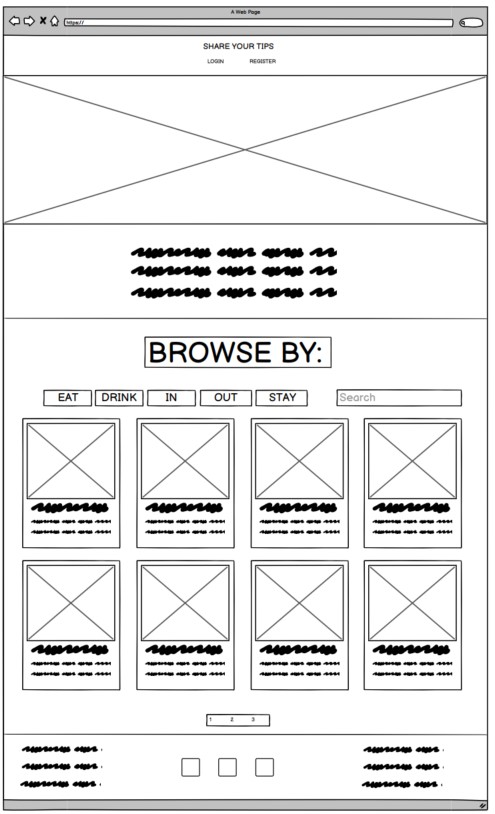 A Web Page
https://
SHARE YOUR TIPS
LOGIN REGISTER
BROWSE BY:
EAT DRINK IN OUT STAY Search
1 2 3